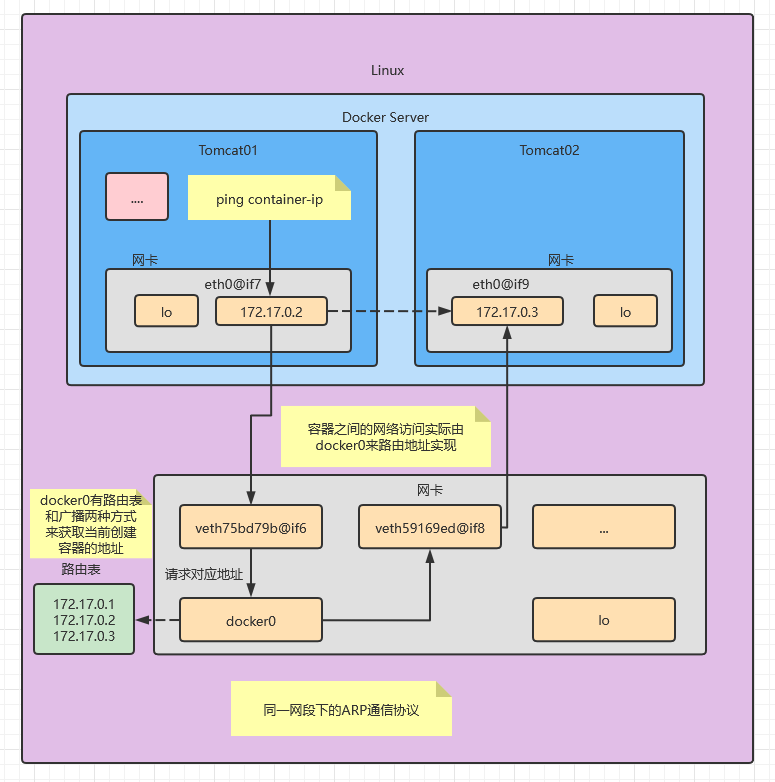 Linux
Docker Server
Tomcat01
Tomcat02
....
ping container-ip
网卡
网卡
eth0@if7
eth0@if9
lo
172.17.0.2
172.17.0.3
lo
容器之间的网络访问实际由
docker0来路由地址实现
网卡
docker0有路由表
和广播两种方式
来获取当前创建
容器的地址
veth75bd79b@if6
veth59169ed@if8
...
路由表
请求对应地址
172.17.0.1
172.17.0.2
172.17.0.3
docker0
lo
同一网段下的ARP通信协议